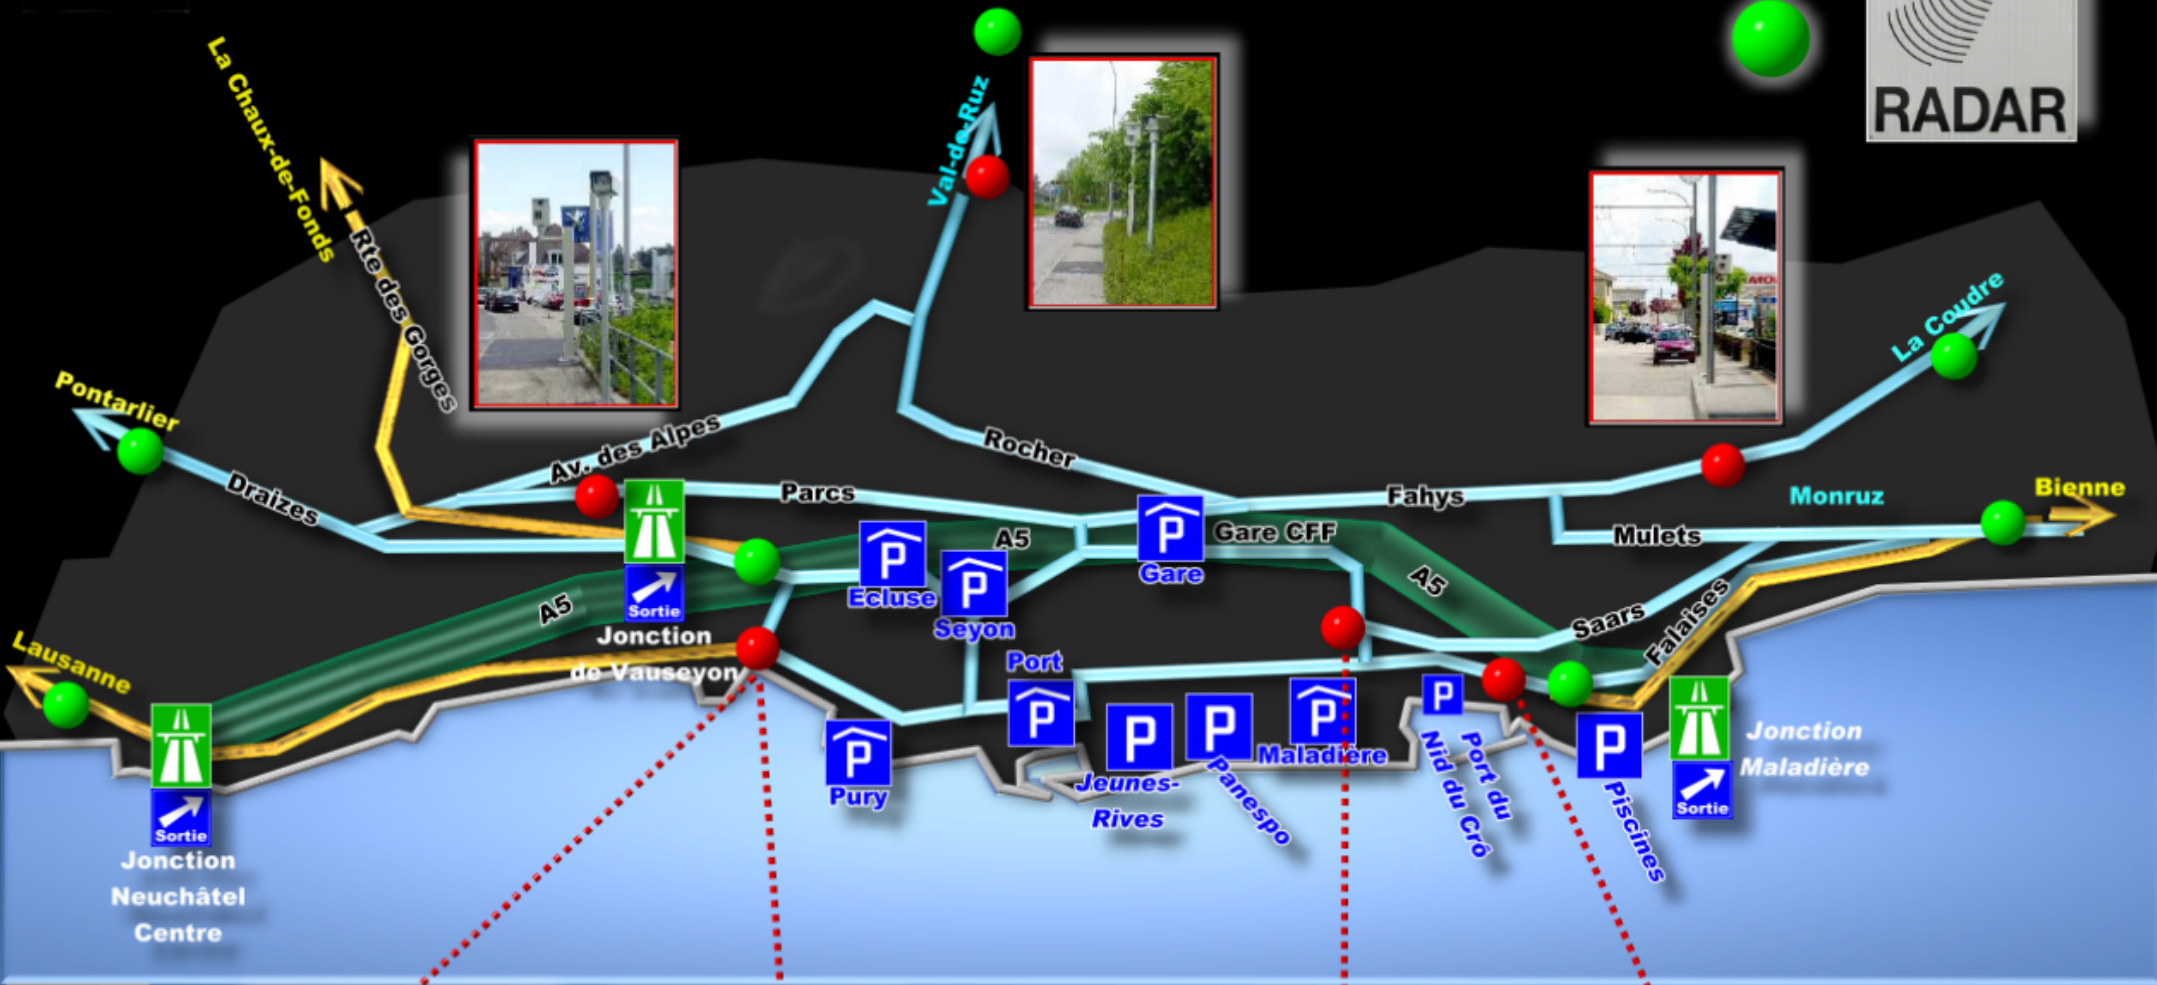 RADAR
La Chaux-de-Fonds
Rte des Gorges
Val-de-Ruz
La Coudre
Pontarlier
Draizes
Av. des Alpes
Parcs
Rocher
Fahys
Monruz
Bienne
Mulets
A5
Gare CFF
P
Gare
P
Ecluse
P
Seyon
A5
A5
Saars
Falaises
Sortie
Jonction
de Vauseyon
Lausanne
Sortie
Jonction
Neuchâtel
Centre
P
Pury
Port
P
P
Jeunes-
Rives
P
Panespo
P
Maladière
P
Port du
Nid du Crô
P
Piscines
Jonction
Maladière
Sortie